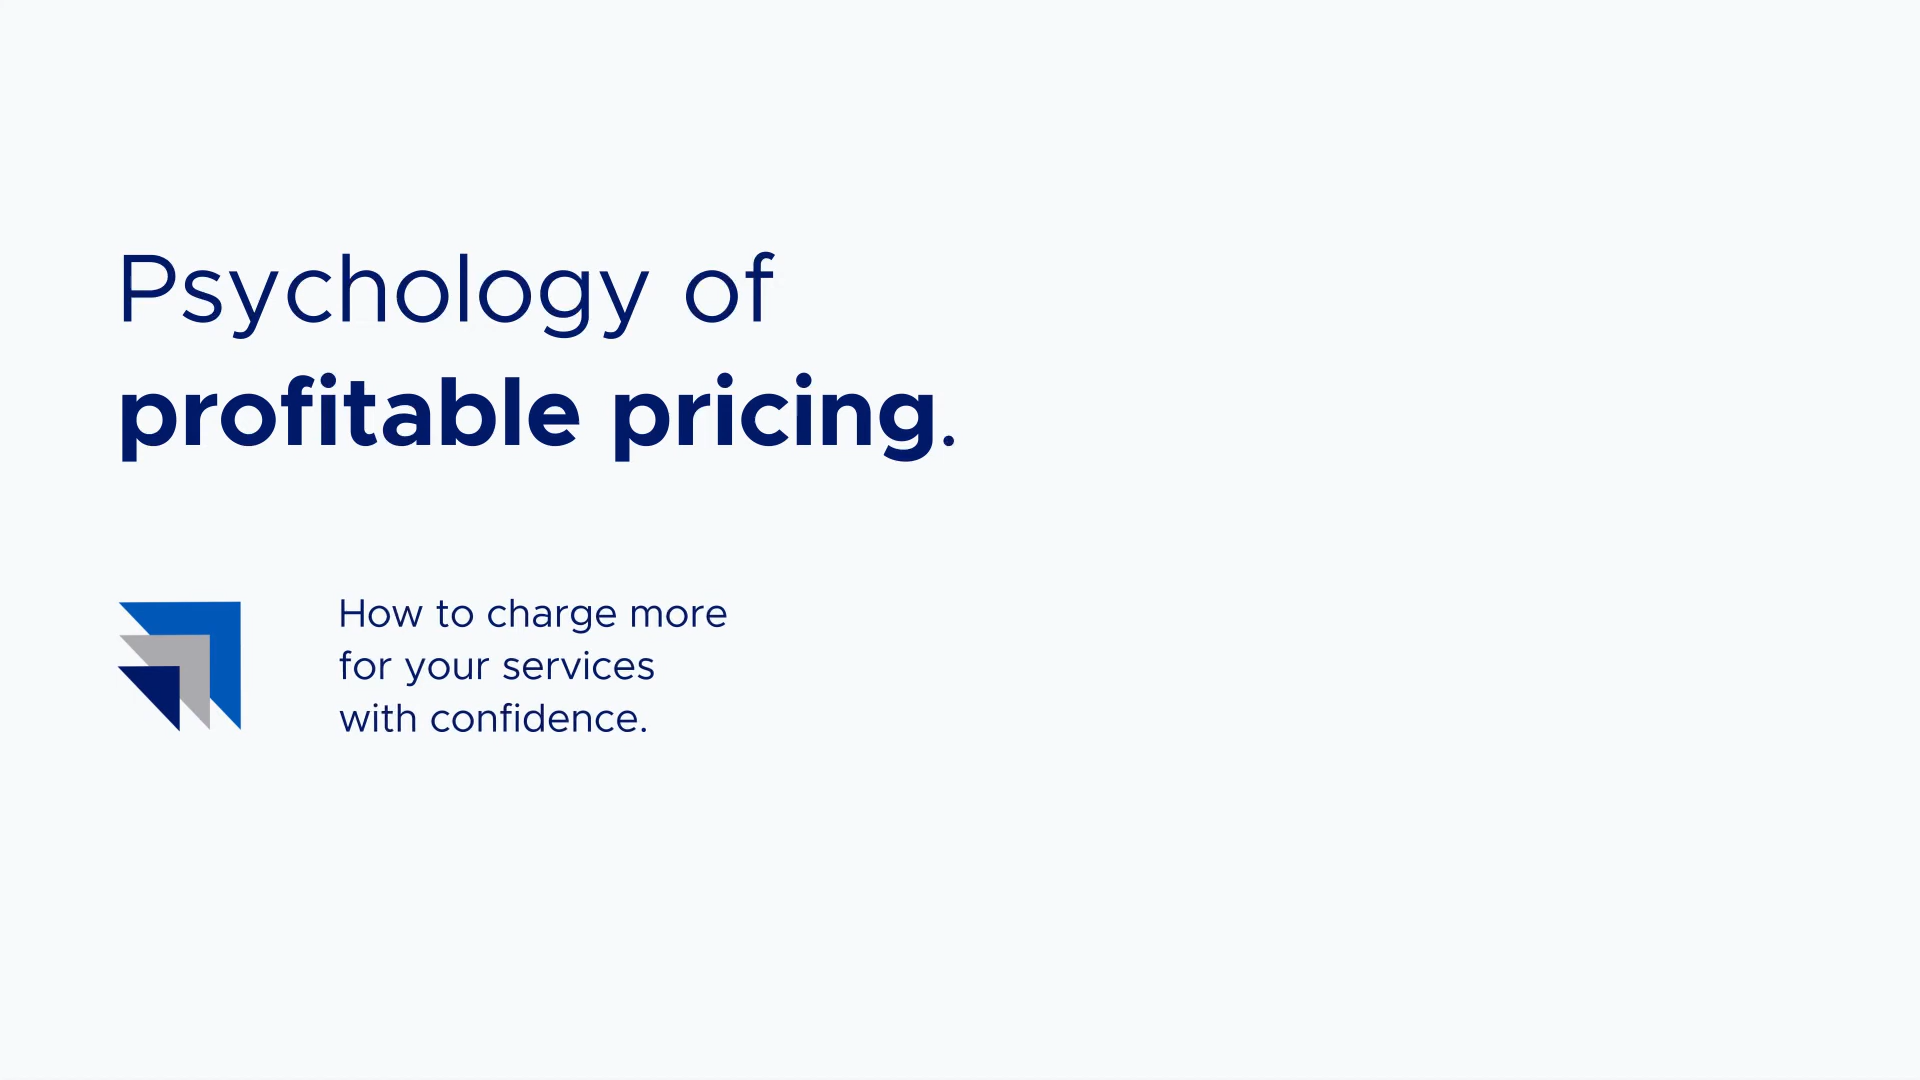 Psychology of
profitable pricing.
How to charge more
for your services
with confidence.